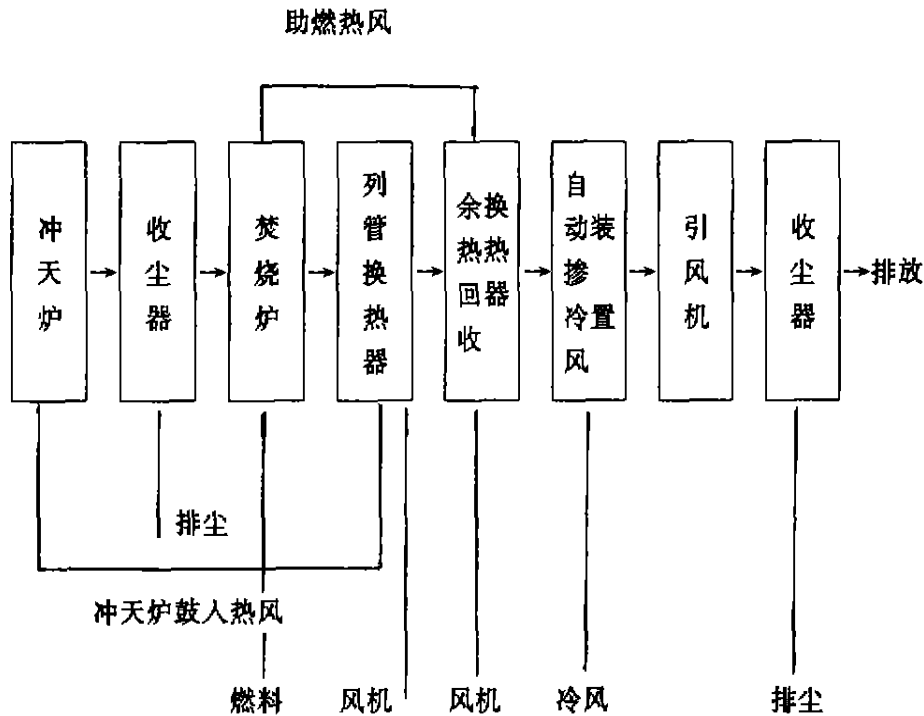 助燃热风
冲天炉
收尘器
焚烧炉
列管换热器
余热回收
换热器
自动掺冷风
装置
引风机
收尘器
排放
排尘
冲天炉鼓入热风
燃料
风机
风机
冷风
排尘